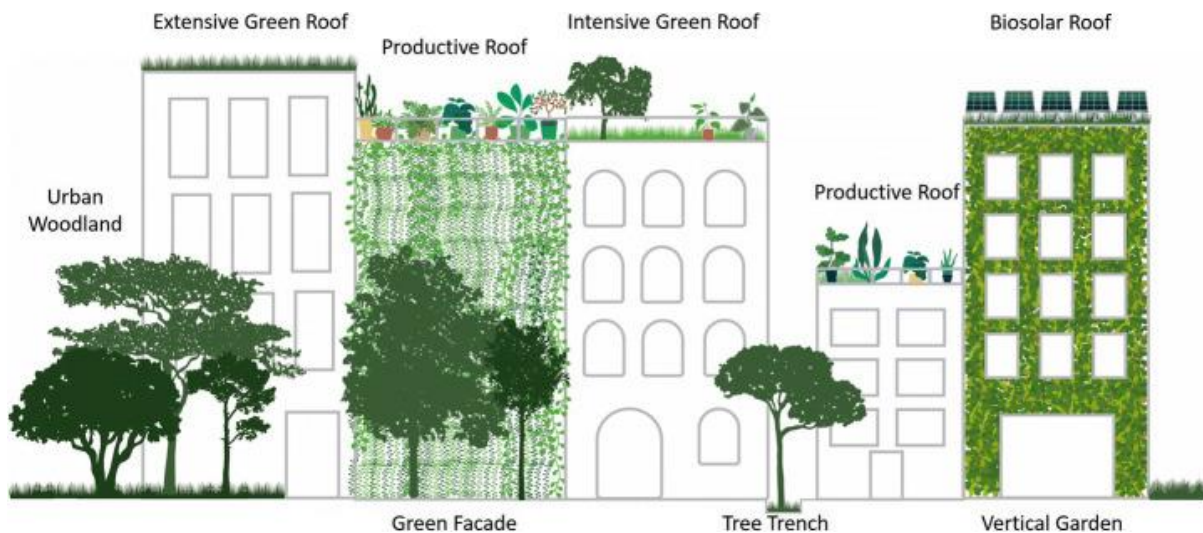 Extensive Green Roof
Productive Roof
Intensive Green Roof
Biosolar Roof
Urban
Woodland
Productive Roof
Green Facade
Tree Trench
Vertical Garden